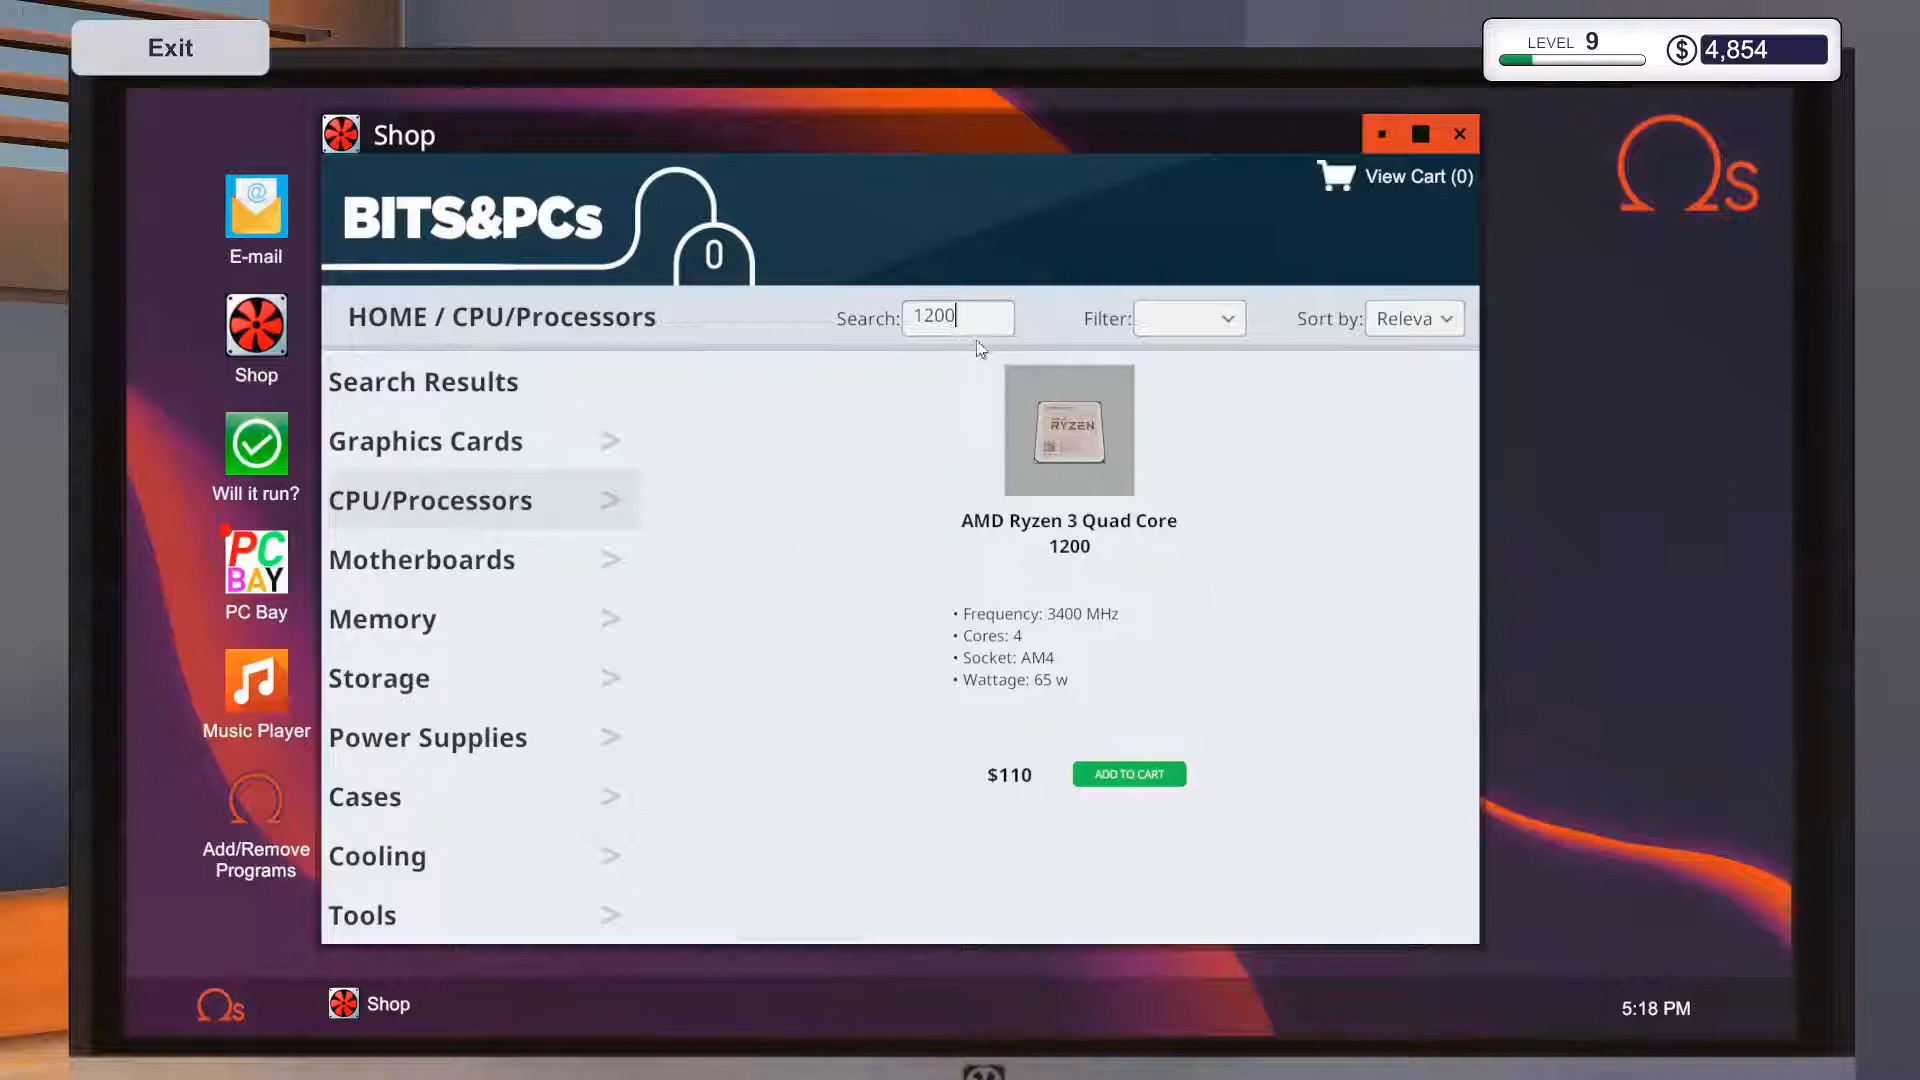 Exit
LEVEL 9
$ 4,854
Shop
View Cart (0)
BITS&PCs
HOME / CPU/Processors
Search: 1200
Filter:
Sort by: Releva
E-mail
Shop
Will it run?
PC BAY
PC Bay
Music Player
Add/Remove
Programs
Search Results
Graphics Cards >
CPU/Processors >
Motherboards >
Memory >
Storage >
Power Supplies >
Cases >
Cooling >
Tools >
RYZEN
AMD Ryzen 3 Quad Core
1200
• Frequency: 3400 MHz
• Cores: 4
• Socket: AM4
• Wattage: 65 w
$110
ADD TO CART
Ωs
Ωs
Shop
5:18 PM